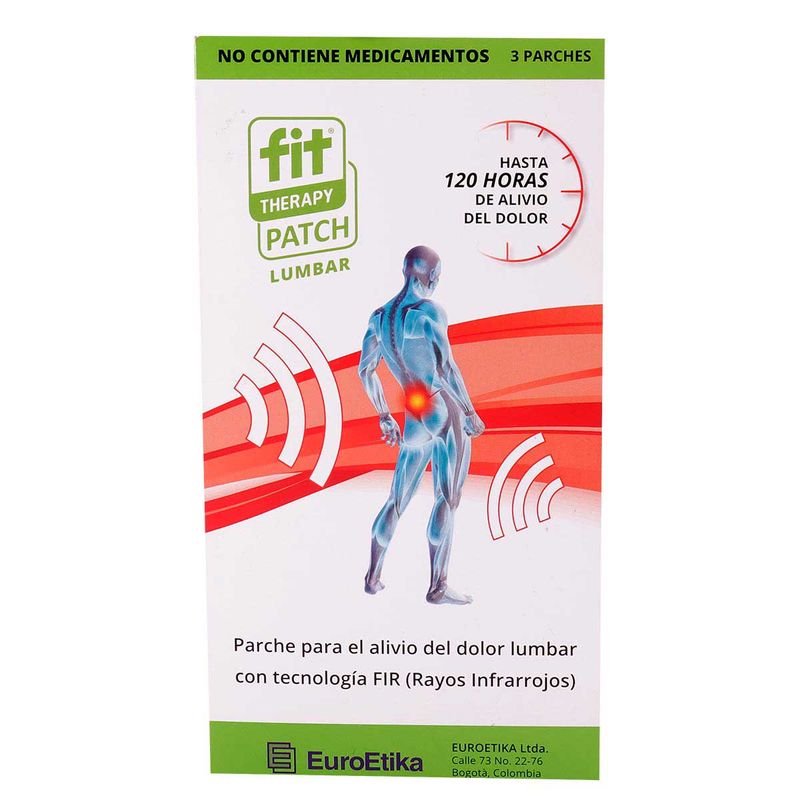 NO CONTIENE MEDICAMENTOS 3 PARCHES
fit®
THERAPY
PATCH
LUMBAR
HASTA
120 HORAS
DE ALIVIO
DEL DOLOR
Parche para el alivio del dolor lumbar
con tecnología FIR (Rayos Infrarrojos)
EuroEtika
EUROETIKA Ltda.
Calle 73 No. 22-76
Bogotà, Colombia